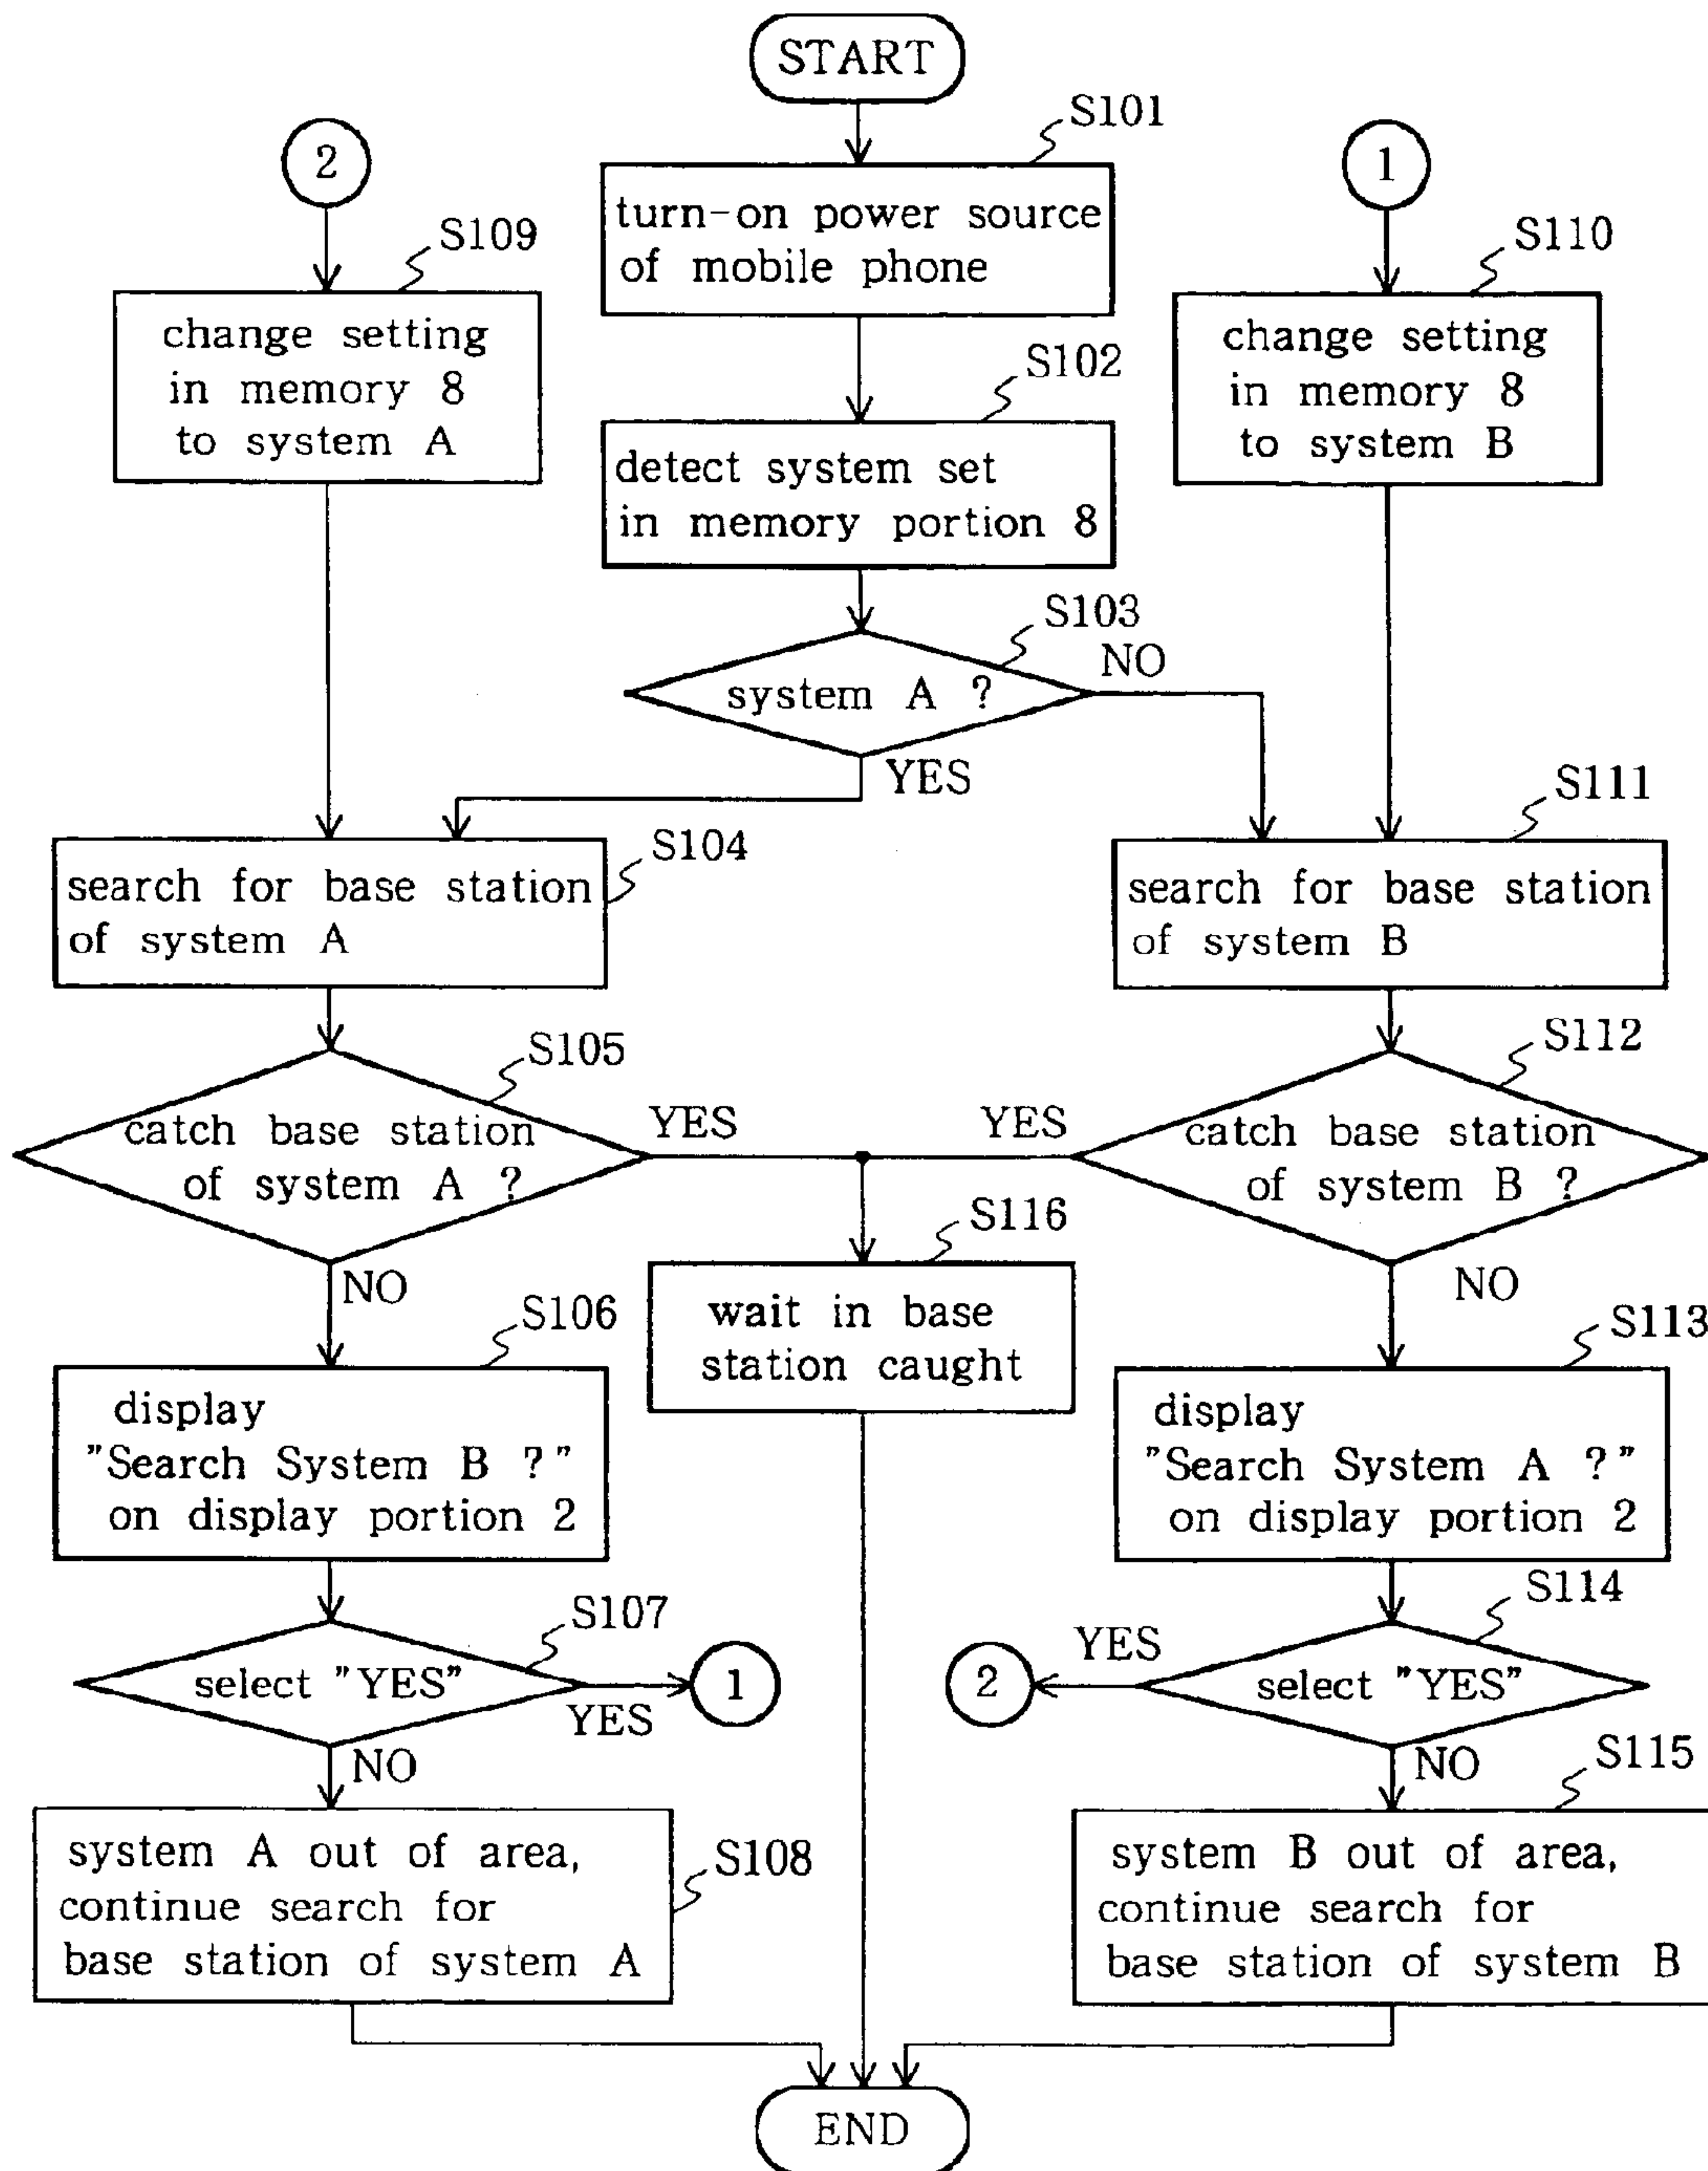 START
S101
2
1
turn-on power source
of mobile phone
S109
S110
change setting
in memory 8
to system A
change setting
in memory 8
to system B
S102
detect system set
in memory portion 8
S103
system A ?
NO
YES
S104
search for base station
of system A
S111
search for base station
of system B
S105
catch base station
of system A ?
YES
NO
S112
catch base station
of system B ?
YES
NO
S116
wait in base
station caught
S106
display
"Search System B ?"
on display portion 2
S113
display
"Search System A ?"
on display portion 2
S107
select "YES"
YES
1
NO
S114
select "YES"
YES
2
NO
S108
system A out of area,
continue search for
base station of system A
S115
system B out of area,
continue search for
base station of system B
END